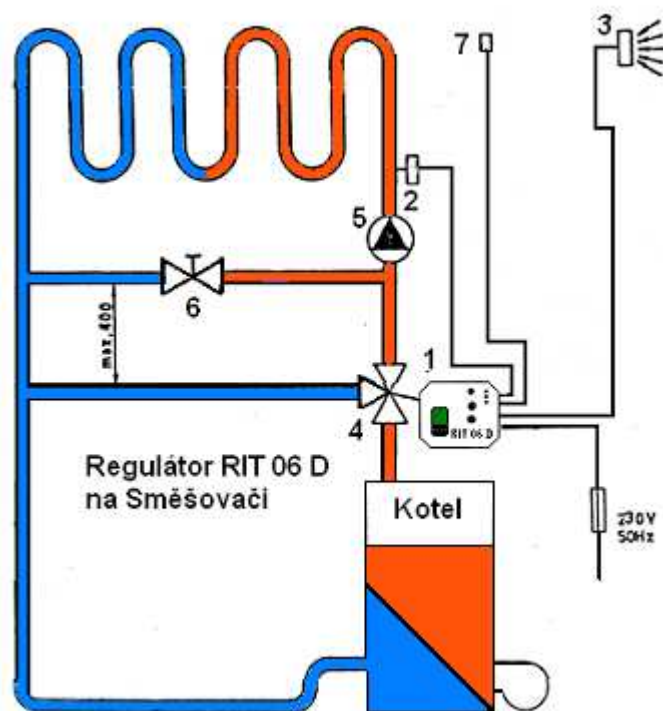 7
3
2
5
6
max.400
1
RIT 06 D
4
Regulátor RIT 06 D
na Směšovači
Kotel
230V
50Hz